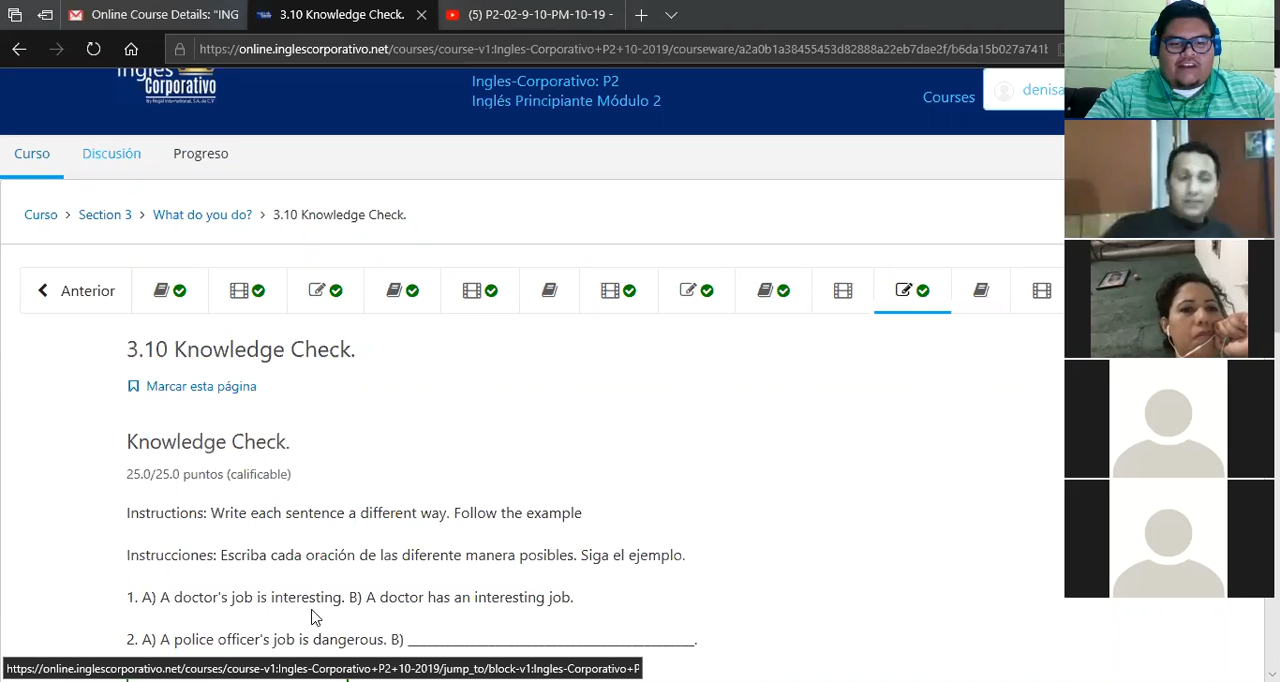 Online Course Details: "ING
3.10 Knowledge Check.
(5) P2-02-9-10-PM-10-19 -
https://online.inglescorporativo.net/courses/course-v1:Ingles-Corporativo+P2+10-2019/courseware/a2a0b1a38455453d82888a22eb7dae2f/b6da15b027a741b
Ingles
Corporativo
Ingles-Corporativo: P2
Inglés Principiante Módulo 2
Courses
denisa
Curso
Discusión
Progreso
Curso > Section 3 > What do you do? > 3.10 Knowledge Check.
Anterior
3.10 Knowledge Check.
Marcar esta página
Knowledge Check.
25.0/25.0 puntos (calificable)
Instructions: Write each sentence a different way. Follow the example
Instrucciones: Escriba cada oración de las diferente manera posibles. Siga el ejemplo.
1. A) A doctor's job is interesting. B) A doctor has an interesting job.
2. A) A police officer's job is dangerous. B) ________________________________________.
https://online.inglescorporativo.net/courses/course-v1:Ingles-Corporativo+P2+10-2019/jump_to/block-v1:Ingles-Corporativo+P